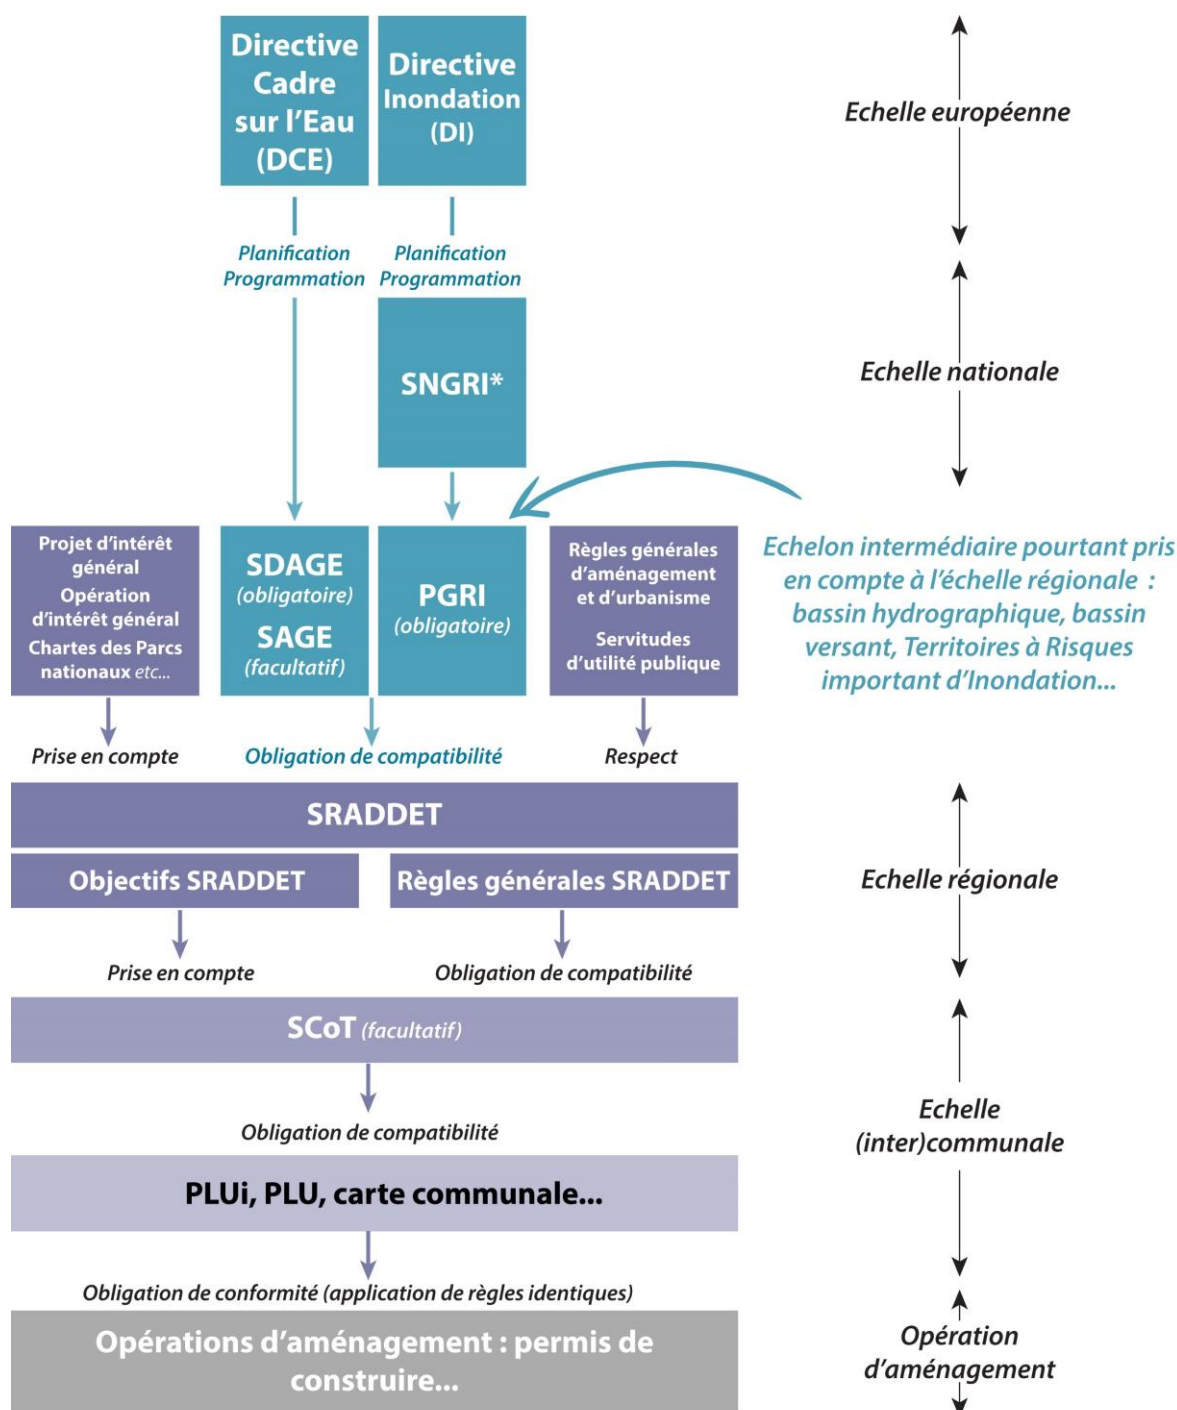 Directive
Cadre
sur l’Eau
(DCE)
Directive
Inondation
(DI)
Echelle européenne
Planification
Programmation
Planification
Programmation
SNGRI*
Echelle nationale
Projet d’intérêt
général
Opération
d’intérêt général
Chartes des Parcs
nationaux etc...
SDAGE
(obligatoire)
SAGE
(facultatif)
PGRI
(obligatoire)
Règles générales
d’aménagement
et d’urbanisme
Servitudes
d’utilité publique
Echelon intermédiaire pourtant pris
en compte à l’échelle régionale :
bassin hydrographique, bassin
versant, Territoires à Risques
important d’Inondation...
Prise en compte
Obligation de compatibilité
Respect
SRADDET
Objectifs SRADDET
Règles générales SRADDET
Echelle régionale
Prise en compte
Obligation de compatibilité
SCoT (facultatif)
Obligation de compatibilité
Echelle
(inter)communale
PLUi, PLU, carte communale...
Obligation de conformité (application de règles identiques)
Opérations d’aménagement : permis de
construire...
Opération
d’aménagement